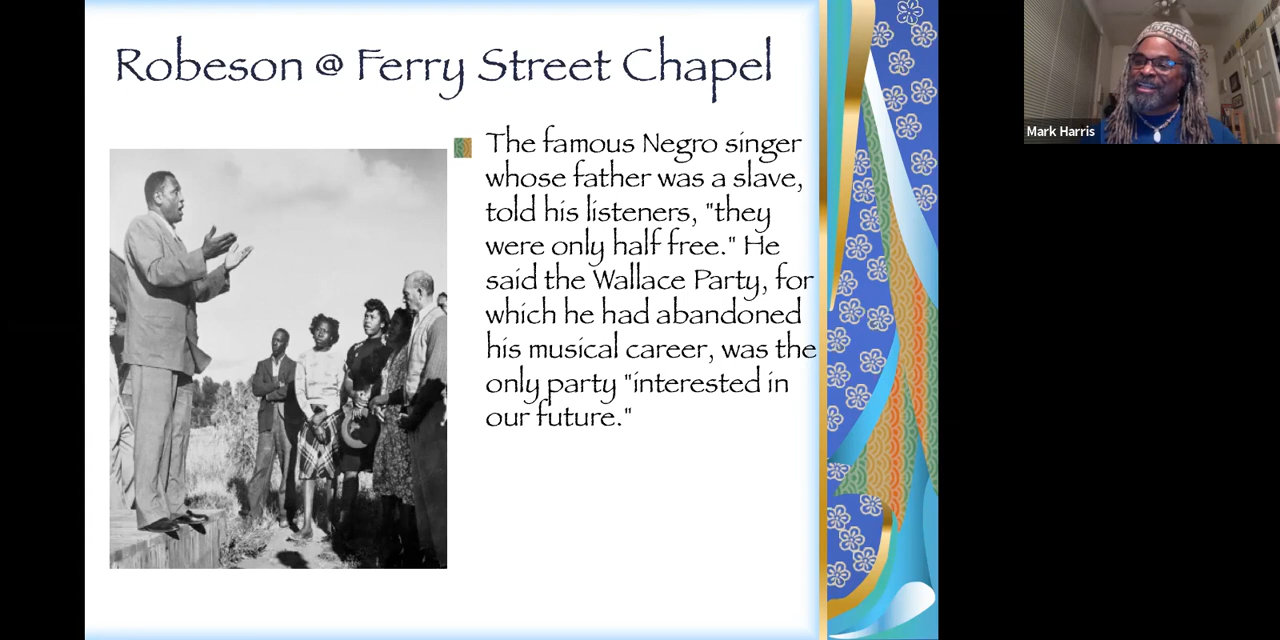 Robeson @ Ferry Street Chapel
The famous Negro singer
whose father was a slave,
told his listeners, "they
were only half free." He
said the Wallace Party, for
which he had abandoned
his musical career, was the
only party "interested in
our future."
Mark Harris